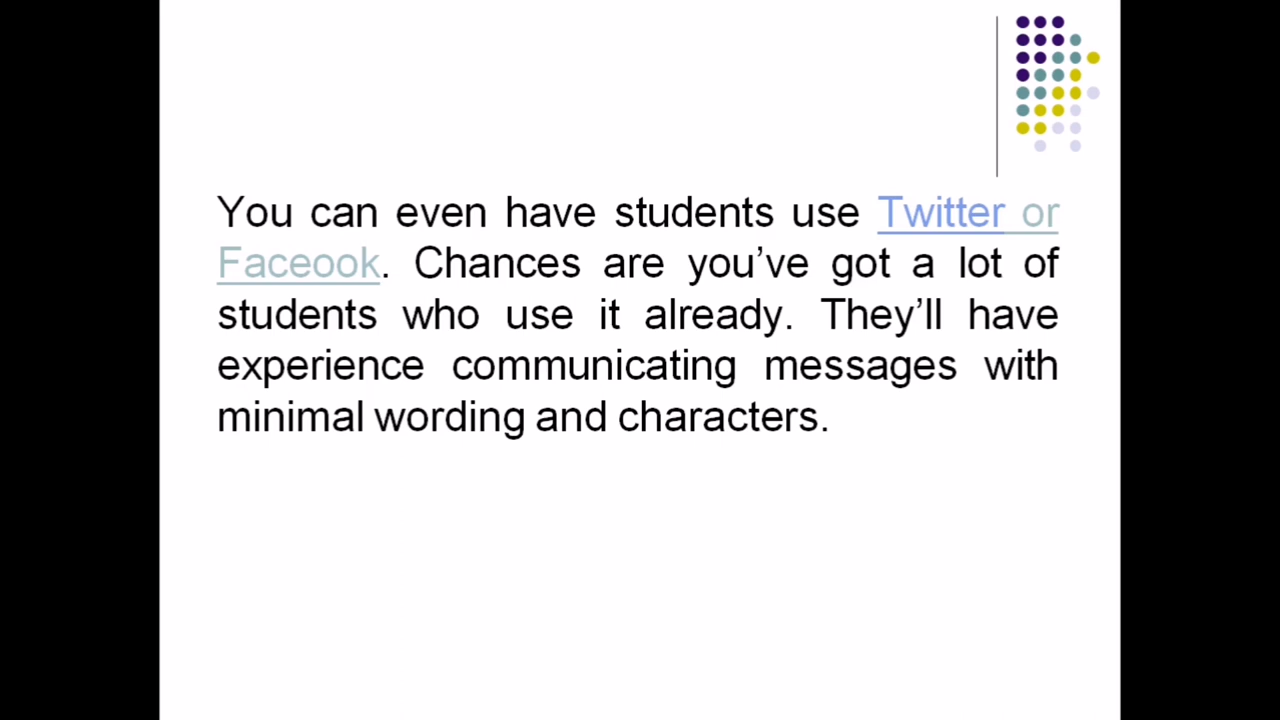 You can even have students use Twitter or
Faceook. Chances are you’ve got a lot of
students who use it already. They’ll have
experience communicating messages with
minimal wording and characters.